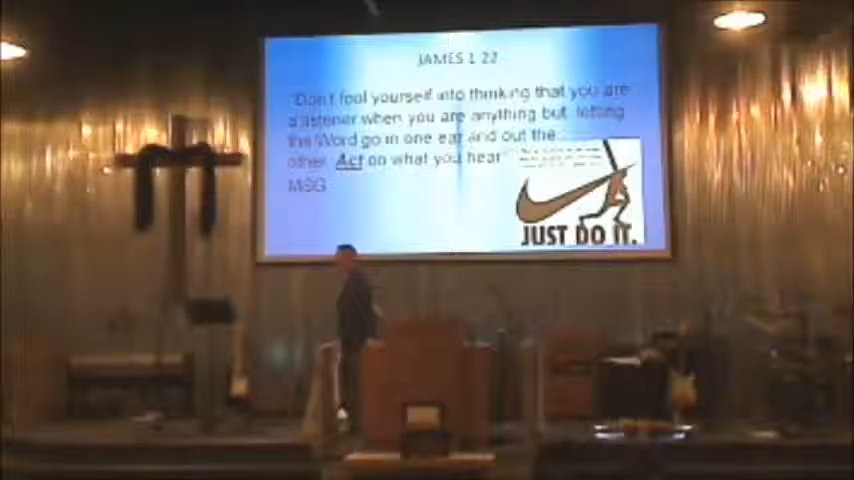 JAMES 1 22
"Don't fool yourself into thinking that you are
a listener when you are anything but letting
the Word go in one ear and out the
other. Act on what you hear"
MSG
JUST DO IT.